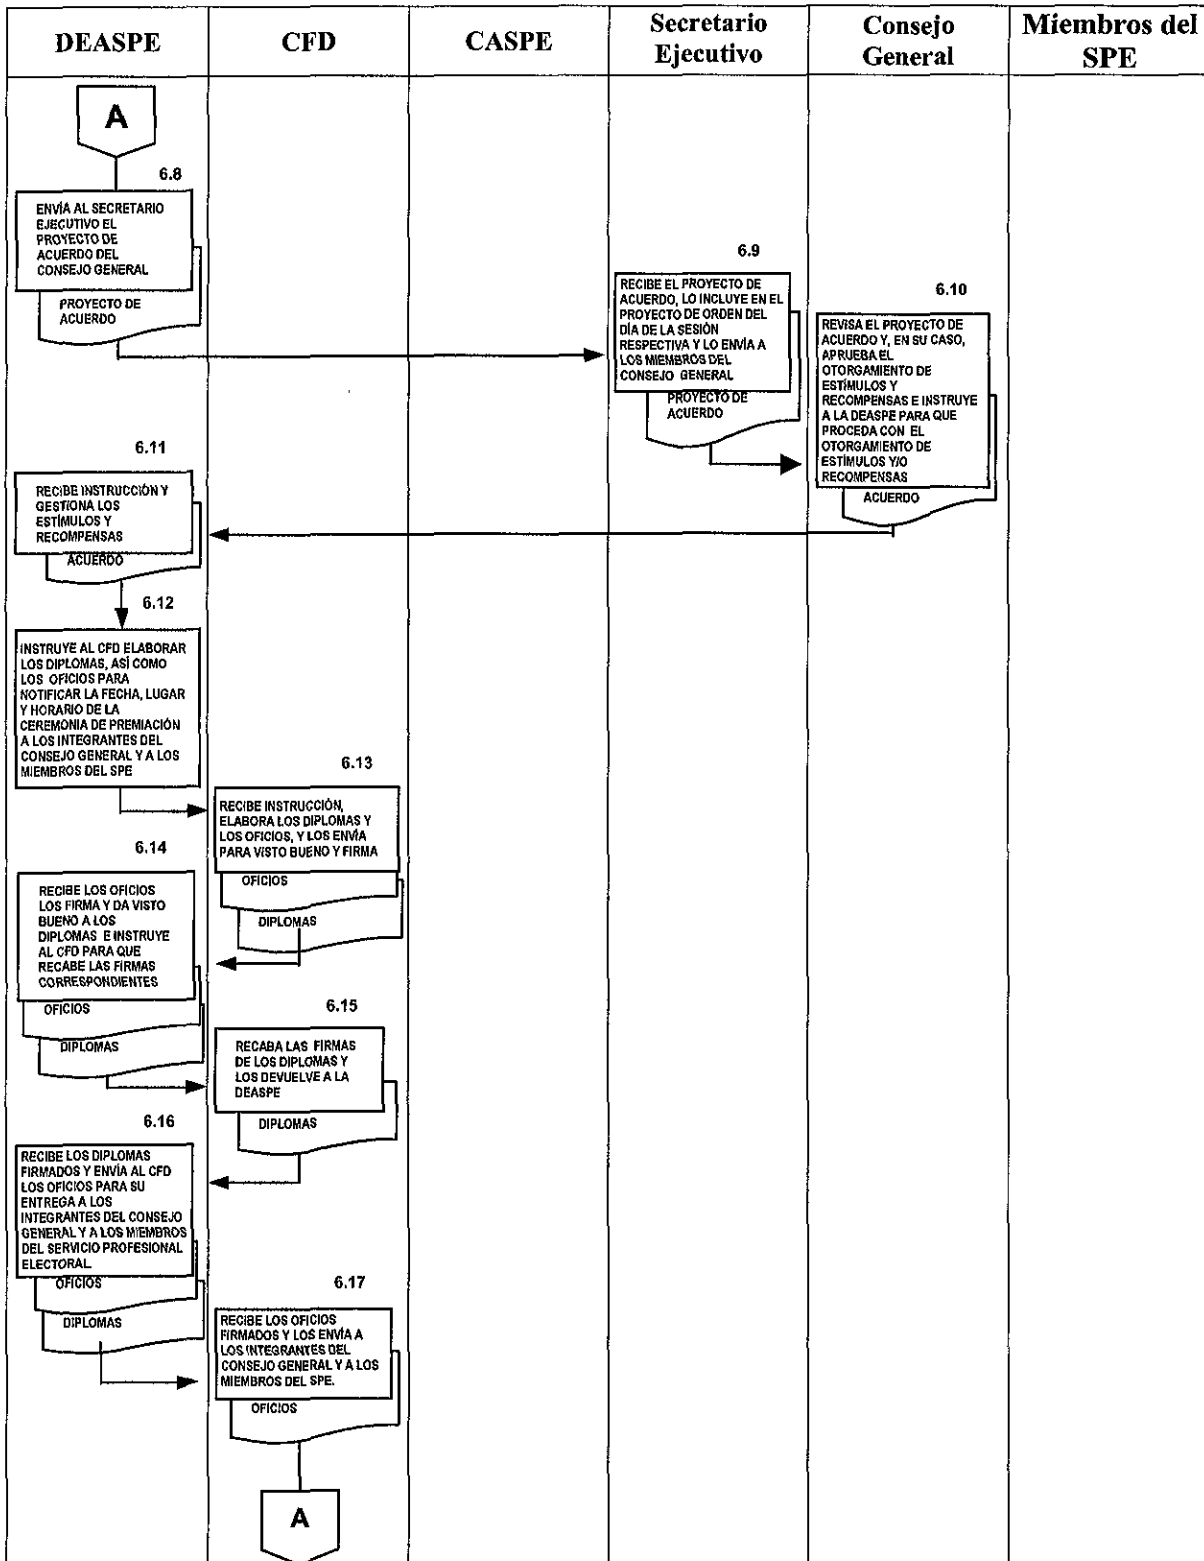 DEASPE
CFD
CASPE
Secretario
Ejecutivo
Consejo
General
Miembros del
SPE
A
6.8
ENVÍA AL SECRETARIO
EJECUTIVO EL
PROYECTO DE
ACUERDO DEL
CONSEJO GENERAL
PROYECTO DE
ACUERDO
6.9
RECIBE EL PROYECTO DE
ACUERDO, LO INCLUYE EN EL
PROYECTO DE ORDEN DEL
DÍA DE LA SESIÓN
RESPECTIVA Y LO ENVÍA A
LOS MIEMBROS DEL
CONSEJO GENERAL
PROYECTO DE
ACUERDO
6.10
REVISA EL PROYECTO DE
ACUERDO Y, EN SU CASO,
APRUEBA EL
OTORGAMIENTO DE
ESTÍMULOS Y
RECOMPENSAS E INSTRUYE
A LA DEASPE PARA QUE
PROCEDA CON EL
OTORGAMIENTO DE
ESTÍMULOS Y/O
RECOMPENSAS
ACUERDO
6.11
RECIBE INSTRUCCIÓN Y
GESTIONA LOS
ESTÍMULOS Y
RECOMPENSAS
ACUERDO
6.12
INSTRUYE AL CFD ELABORAR
LOS DIPLOMAS, ASÍ COMO
LOS OFICIOS PARA
NOTIFICAR LA FECHA, LUGAR
Y HORARIO DE LA
CEREMONIA DE PREMIACIÓN
A LOS INTEGRANTES DEL
CONSEJO GENERAL Y A LOS
MIEMBROS DEL SPE
6.13
RECIBE INSTRUCCIÓN,
ELABORA LOS DIPLOMAS Y
LOS OFICIOS, Y LOS ENVÍA
PARA VISTO BUENO Y FIRMA
OFICIOS
DIPLOMAS
6.14
RECIBE LOS OFICIOS
LOS FIRMA Y DA VISTO
BUENO A LOS
DIPLOMAS E INSTRUYE
AL CFD PARA QUE
RECABE LAS FIRMAS
CORRESPONDIENTES
OFICIOS
DIPLOMAS
6.15
RECABA LAS FIRMAS
DE LOS DIPLOMAS Y
LOS DEVUELVE A LA
DEASPE
DIPLOMAS
6.16
RECIBE LOS DIPLOMAS
FIRMADOS Y ENVÍA AL CFD
LOS OFICIOS PARA SU
ENTREGA A LOS
INTEGRANTES DEL CONSEJO
GENERAL Y A LOS MIEMBROS
DEL SERVICIO PROFESIONAL
ELECTORAL.
OFICIOS
DIPLOMAS
6.17
RECIBE LOS OFICIOS
FIRMADOS Y LOS ENVÍA A
LOS INTEGRANTES DEL
CONSEJO GENERAL Y A LOS
MIEMBROS DEL SPE.
OFICIOS
A